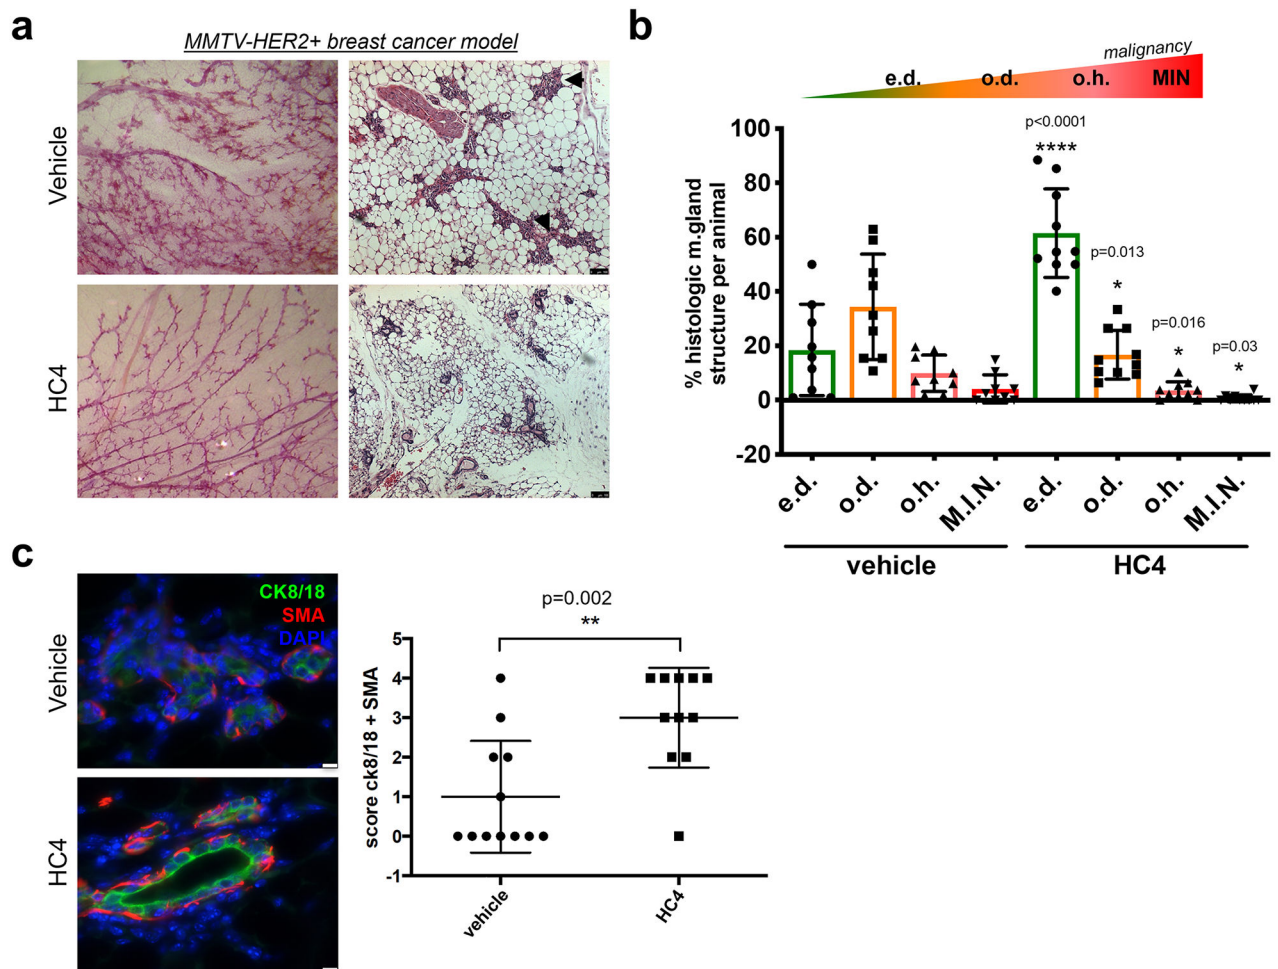 a
MMTV-HER2+ breast cancer model
Vehicle
HC4
b
malignancy
e.d.
o.d.
o.h.
MIN
% histologic m.gland
structure per animal
100
80
60
40
20
0
-20
p<0.0001
****
p=0.013
*
p=0.016
*
p=0.03
*
e.d.
o.d.
o.h.
M.I.N.
e.d.
o.d.
o.h.
M.I.N.
vehicle
HC4
c
Vehicle
HC4
CK8/18
SMA
DAPI
p=0.002
**
score ck8/18 + SMA
5
4
3
2
1
0
-1
vehicle
HC4